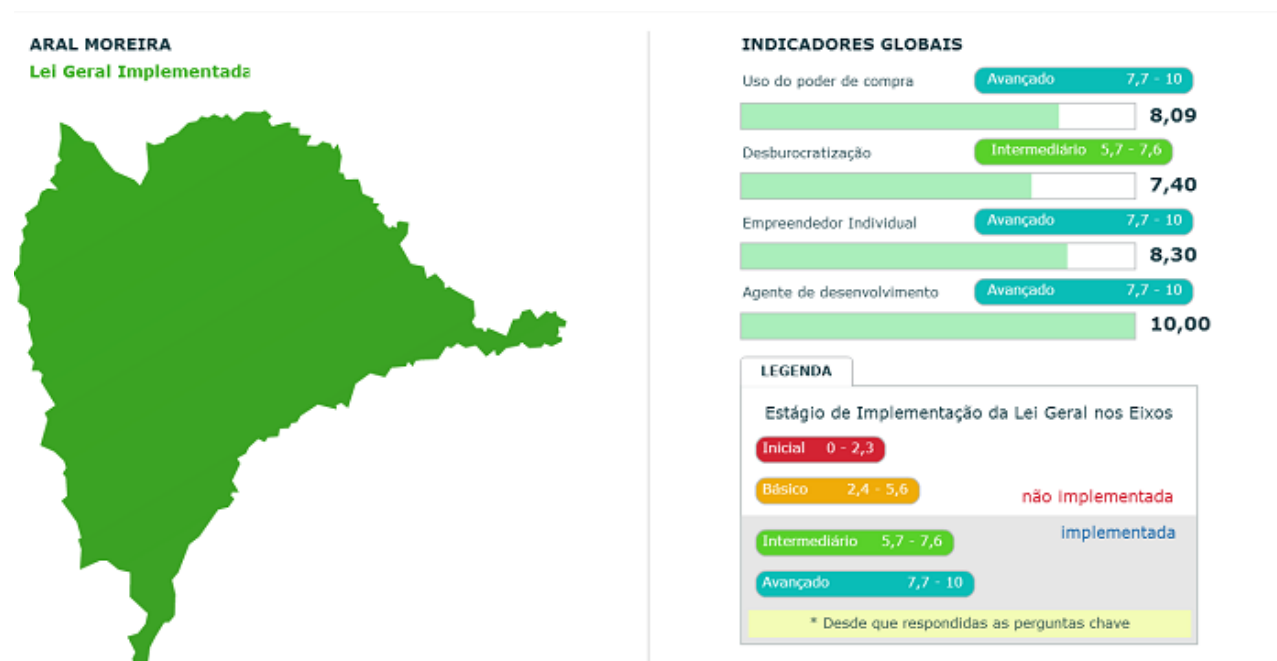 ARAL MOREIRA
Lei Geral Implementada
INDICADORES GLOBAIS
Uso do poder de compra
Avançado 7,7 - 10
8,09
Desburocratização
Intermediário 5,7 - 7,6
7,40
Empreendedor Individual
Avançado 7,7 - 10
8,30
Agente de desenvolvimento
Avançado 7,7 - 10
10,00
LEGENDA
Estágio de Implementação da Lei Geral nos Eixos
Inicial 0 - 2,3
Básico 2,4 - 5,6
não implementada
implementada
Intermediário 5,7 - 7,6
Avançado 7,7 - 10
* Desde que respondidas as perguntas chave